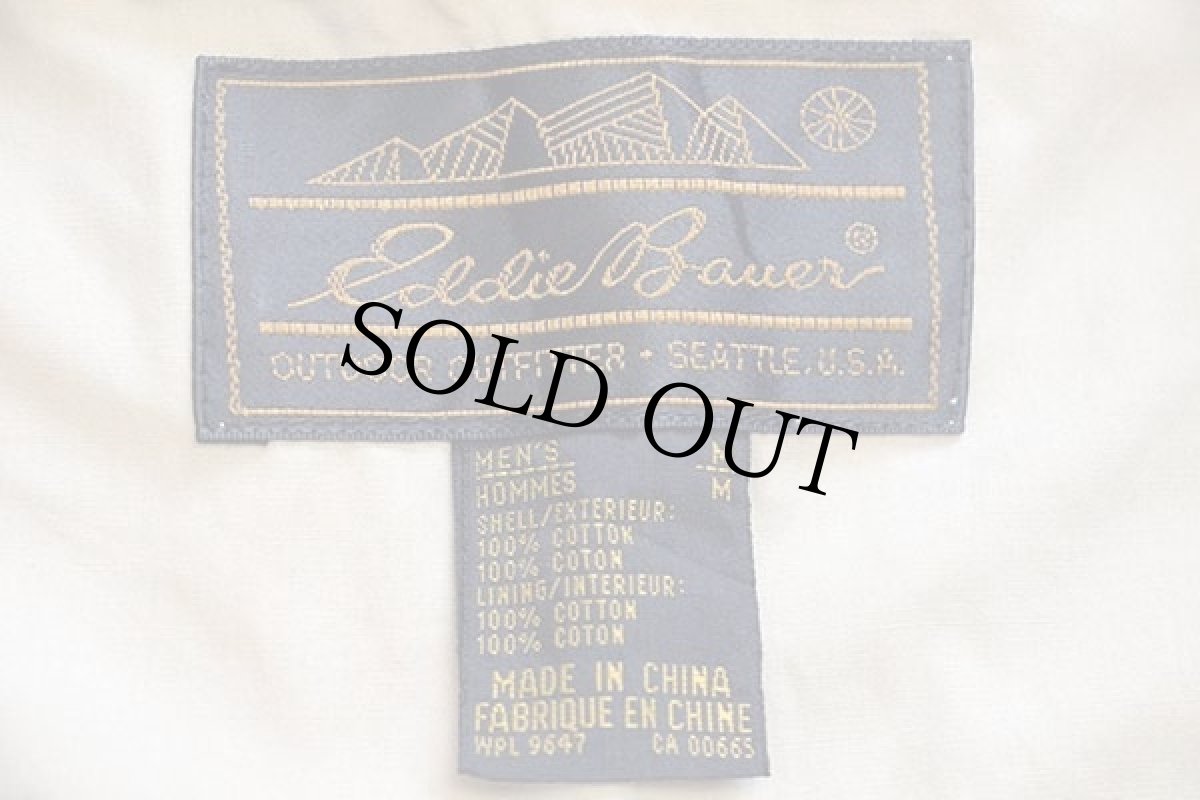 Eddie Bauer®
OUTDOOR OUTFITTER • SEATTLE, U.S.A.
SOLD OUT
MEN'S M
HOMMES M
SHELL/EXTERIEUR:
100% COTTON
100% COTON
LINING/INTERIEUR:
100% COTTON
100% COTON
MADE IN CHINA
FABRIQUE EN CHINE
WPL 9647 CA 00665